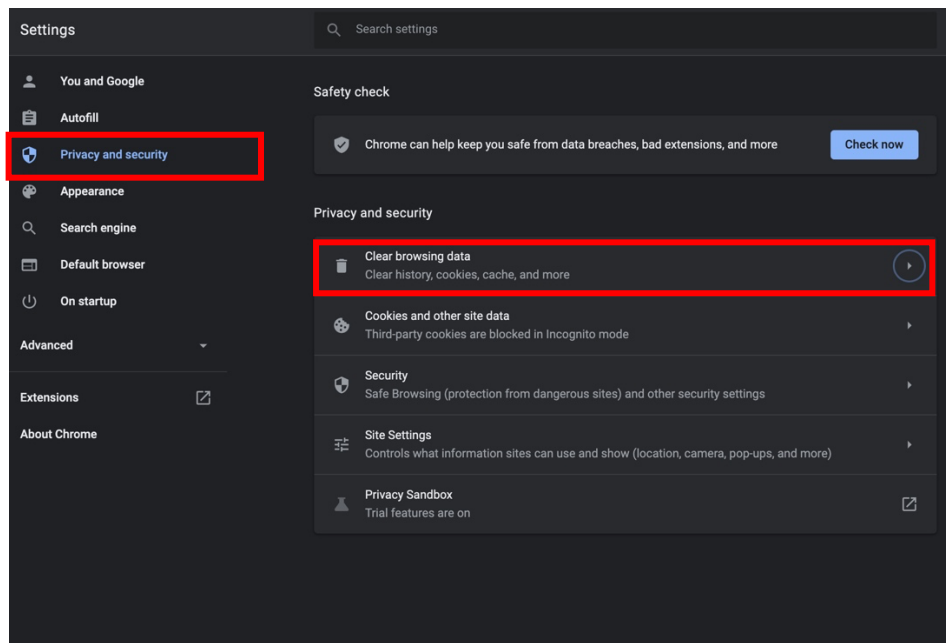 Settings
Search settings
You and Google
Autofill
Privacy and security
Appearance
Search engine
Default browser
On startup
Advanced
Extensions
About Chrome
Safety check
Chrome can help keep you safe from data breaches, bad extensions, and more
Check now
Privacy and security
Clear browsing data
Clear history, cookies, cache, and more
Cookies and other site data
Third-party cookies are blocked in Incognito mode
Security
Safe Browsing (protection from dangerous sites) and other security settings
Site Settings
Controls what information sites can use and show (location, camera, pop-ups, and more)
Privacy Sandbox
Trial features are on